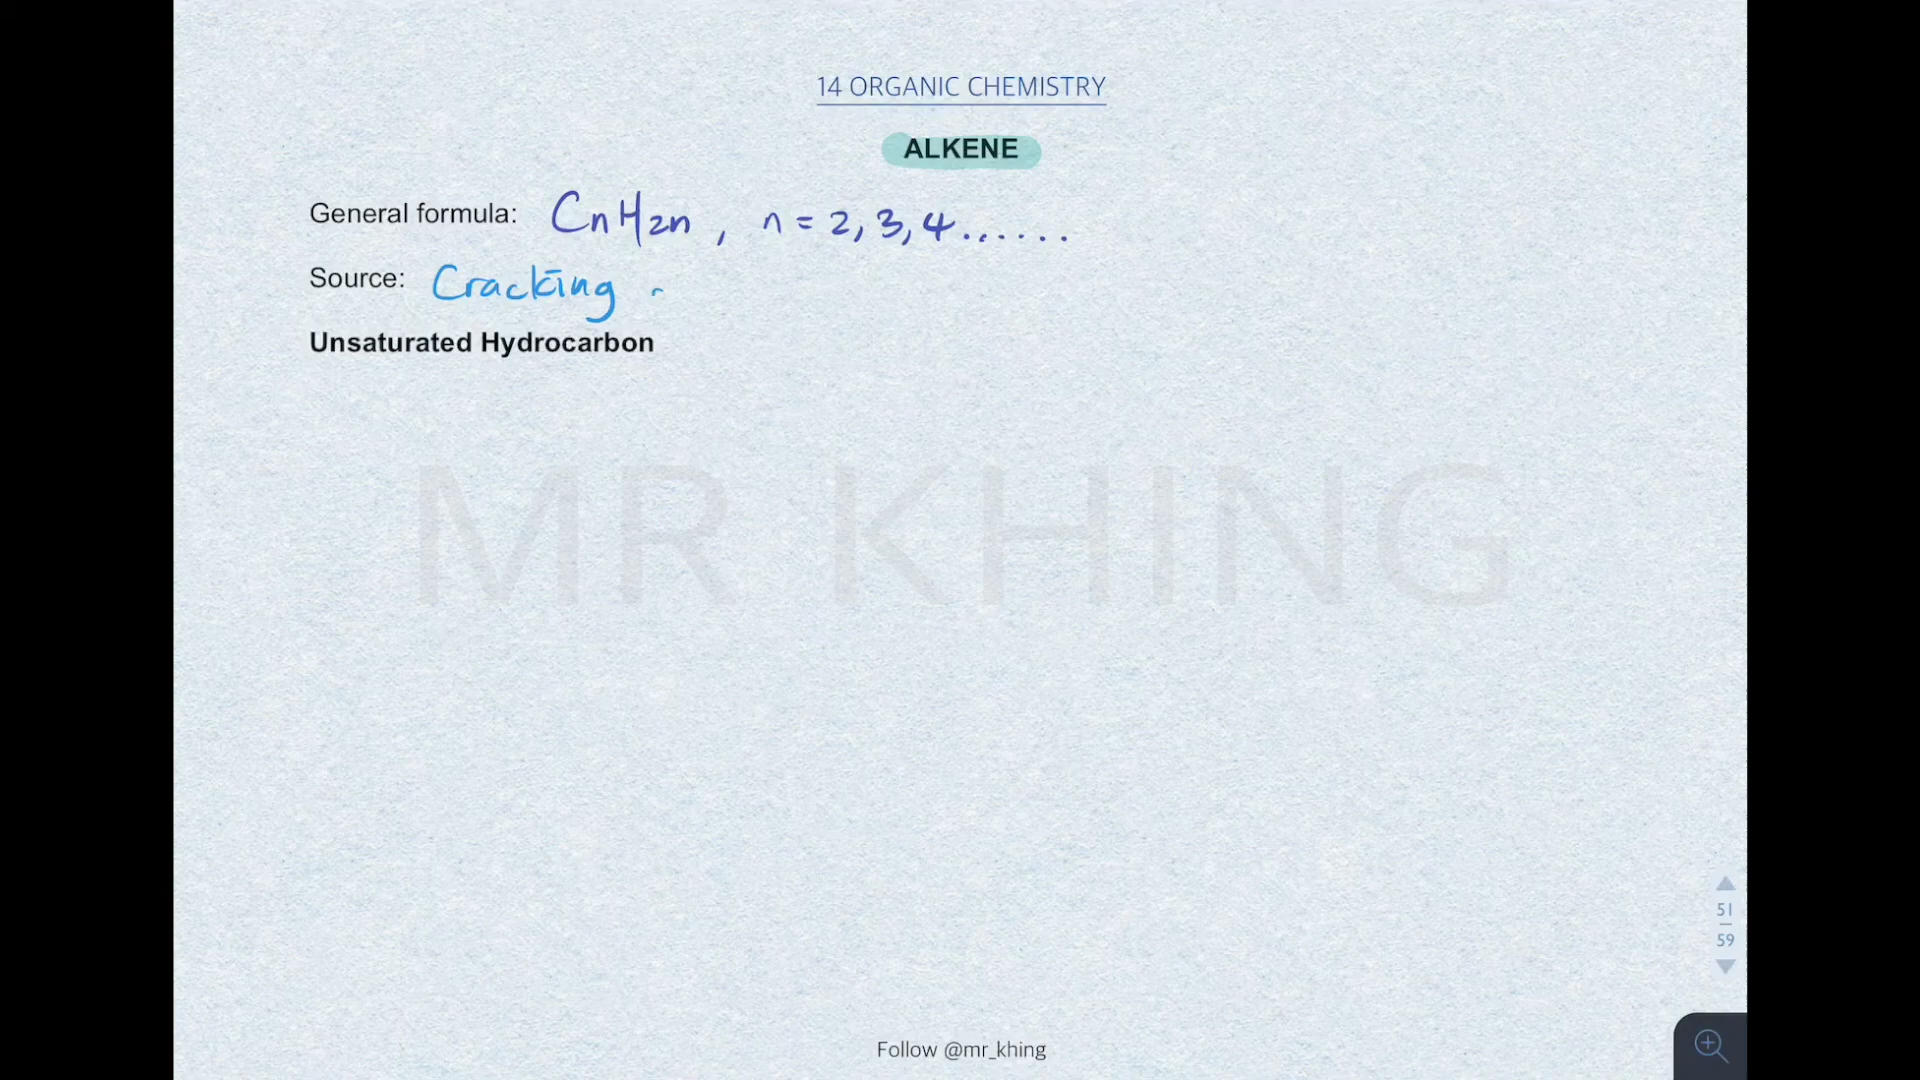 14 ORGANIC CHEMISTRY
ALKENE
General formula: CnH2n, n = 2, 3, 4......
Source: Cracking
Unsaturated Hydrocarbon
MR KHING
51
59
Follow @mr_khing